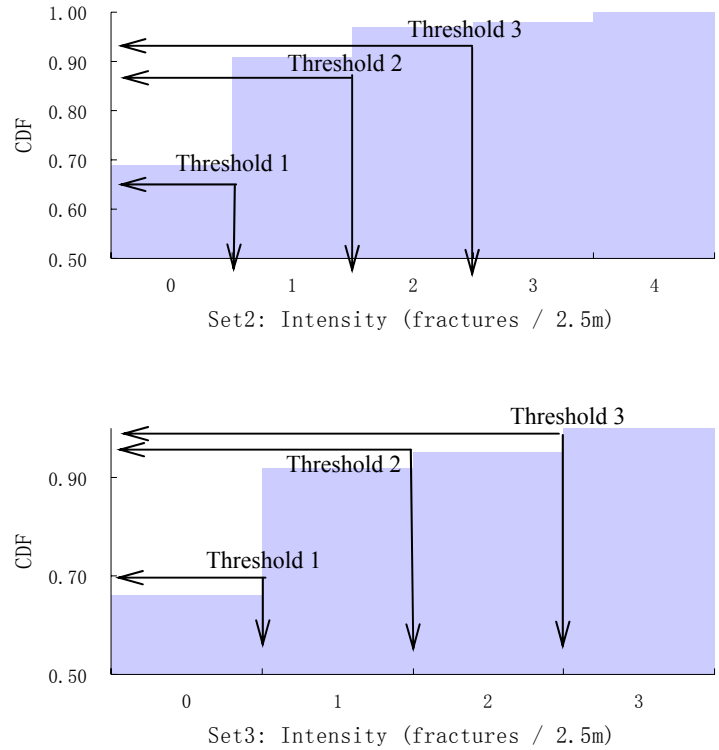 1.00
Threshold 3
0.90
Threshold 2
0.80
CDF
0.70
Threshold 1
0.60
0.50
0 1 2 3 4
Set2: Intensity (fractures / 2.5m)
Threshold 3
Threshold 2
0.90
CDF
Threshold 1
0.70
0.50
0 1 2 3
Set3: Intensity (fractures / 2.5m)